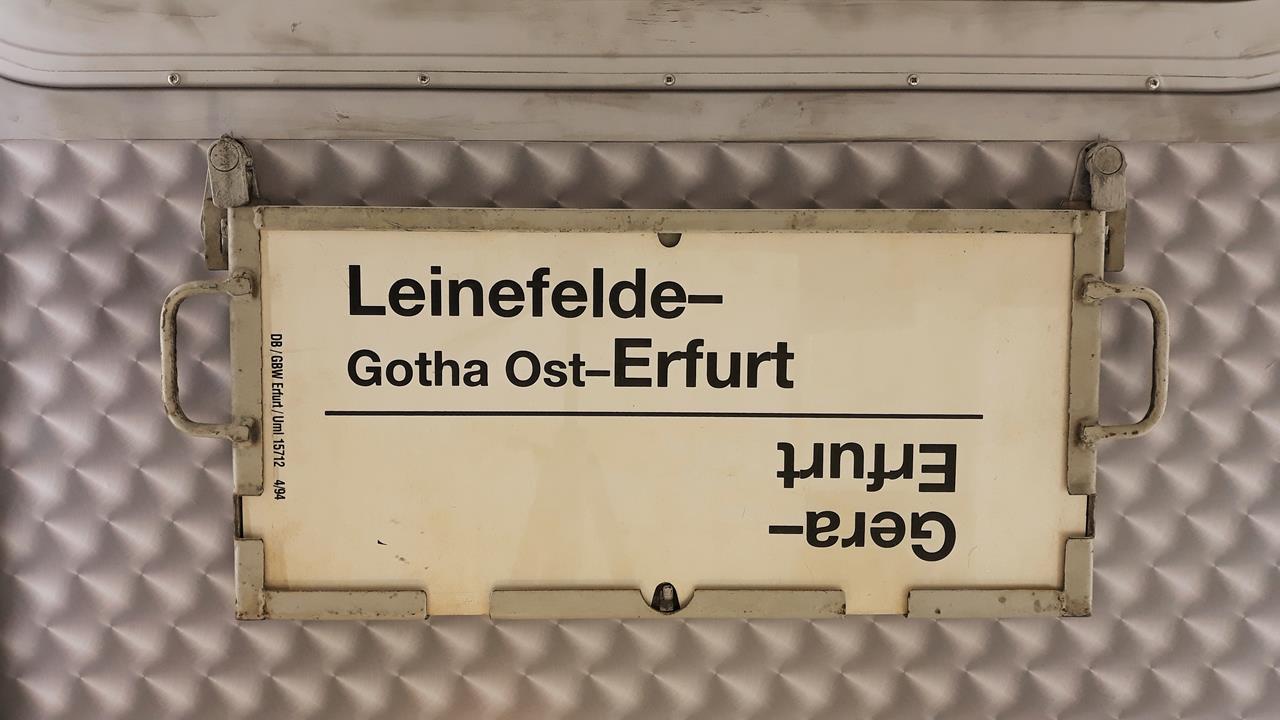 Leinefelde–
Gotha Ost–Erfurt
Gera–
Erfurt
DB / GBW Erfurt / Uml 15712 4/94